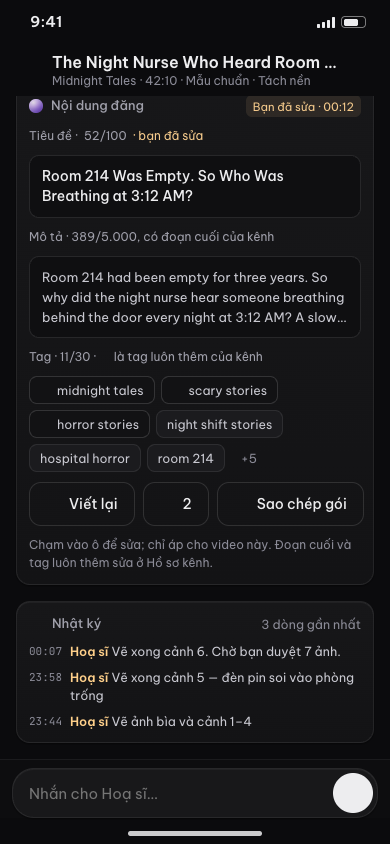 9:41
The Night Nurse Who Heard Room ...
Midnight Tales · 42:10 · Mẫu chuẩn · Tách nền
Nội dung đăng
Bạn đã sửa · 00:12
Tiêu đề · 52/100 · bạn đã sửa
Room 214 Was Empty. So Who Was
Breathing at 3:12 AM?
Mô tả · 389/5.000, có đoạn cuối của kênh
Room 214 had been empty for three years. So
why did the night nurse hear someone breathing
behind the door every night at 3:12 AM? A slow...
Tag · 11/30 · là tag luôn thêm của kênh
midnight tales scary stories
horror stories night shift stories
hospital horror room 214 +5
Viết lại 2 Sao chép gói
Chạm vào ô để sửa; chỉ áp cho video này. Đoạn cuối và
tag luôn thêm sửa ở Hồ sơ kênh.
Nhật ký 3 dòng gần nhất
00:07 Hoạ sĩ Vẽ xong cảnh 6. Chờ bạn duyệt 7 ảnh.
23:58 Hoạ sĩ Vẽ xong cảnh 5 — đèn pin soi vào phòng
trống
23:44 Hoạ sĩ Vẽ ảnh bìa và cảnh 1–4
Nhắn cho Hoạ sĩ...